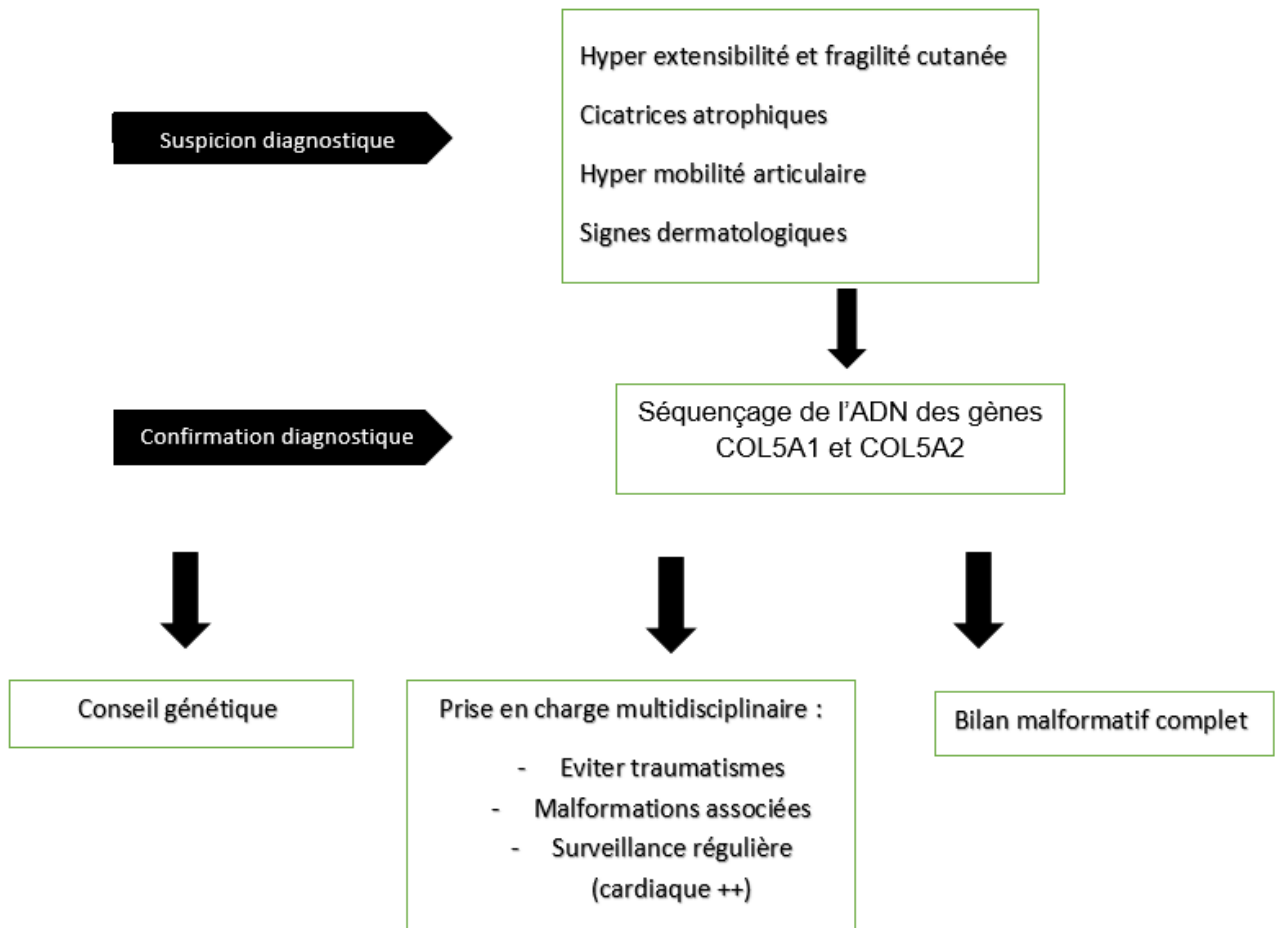 Suspicion diagnostique
Hyper extensibilité et fragilité cutanée
Cicatrices atrophiques
Hyper mobilité articulaire
Signes dermatologiques
Confirmation diagnostique
Séquençage de l'ADN des gènes
COL5A1 et COL5A2
Conseil génétique
Prise en charge multidisciplinaire :
- Eviter traumatismes
- Malformations associées
- Surveillance régulière
(cardiaque ++)
Bilan malformatif complet